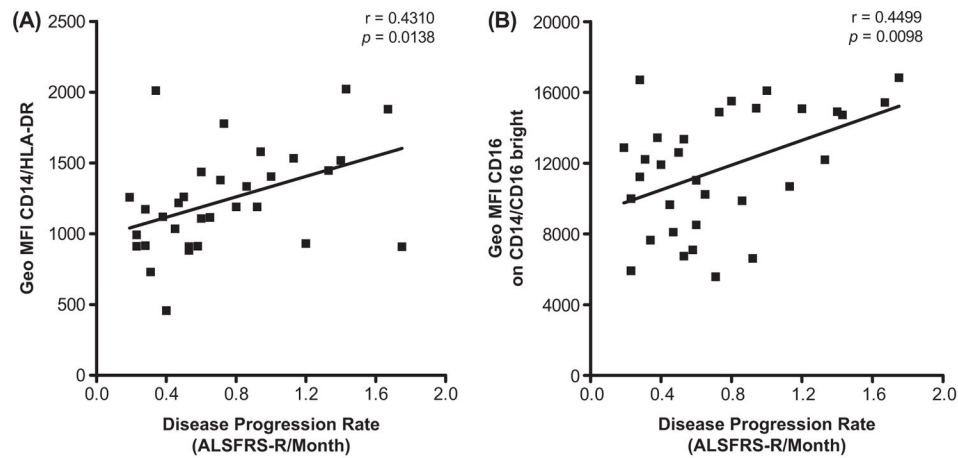 (A)
r = 0.4310
p = 0.0138
Geo MFI CD14/HLA-DR
2500
2000
1500
1000
500
0
0.0 0.4 0.8 1.2 1.6 2.0
Disease Progression Rate
(ALSFRS-R/Month)
(B)
r = 0.4499
p = 0.0098
Geo MFI CD16
on CD14/CD16 bright
20000
16000
12000
8000
4000
0
0.0 0.4 0.8 1.2 1.6 2.0
Disease Progression Rate
(ALSFRS-R/Month)